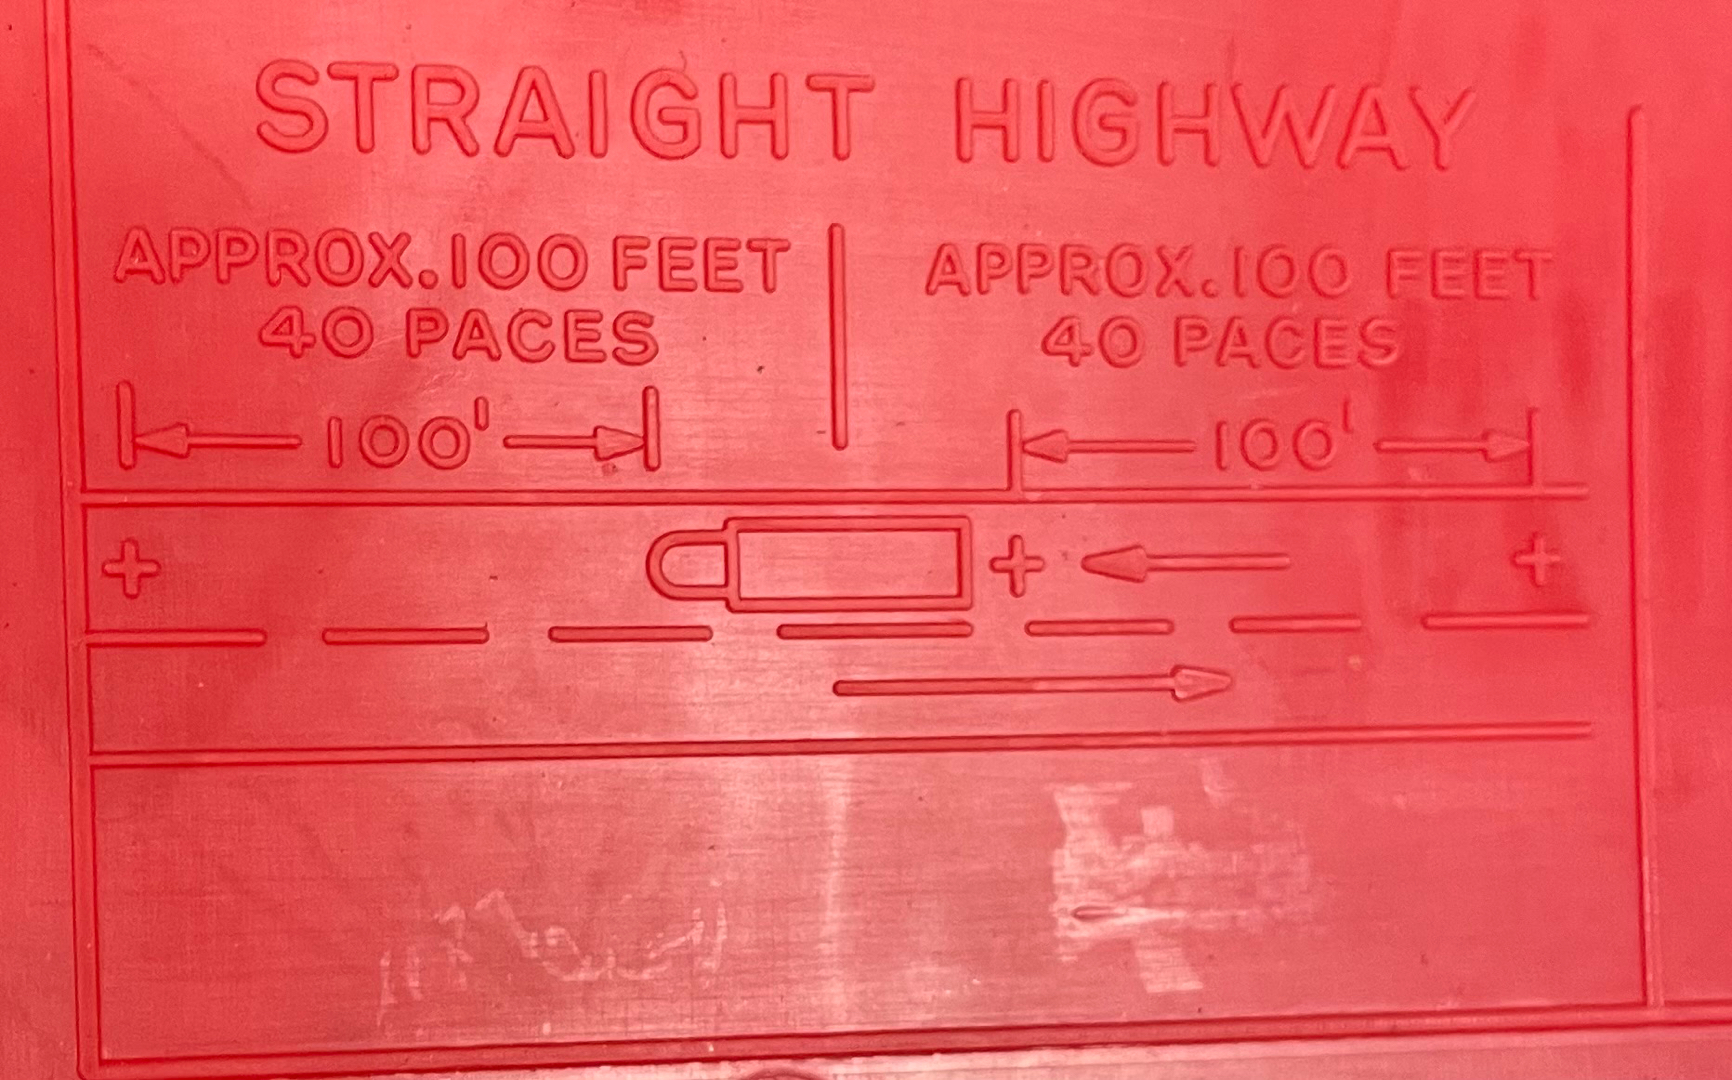 STRAIGHT HIGHWAY
APPROX. 100 FEET
40 PACES
100'
APPROX. 100 FEET
40 PACES
100'